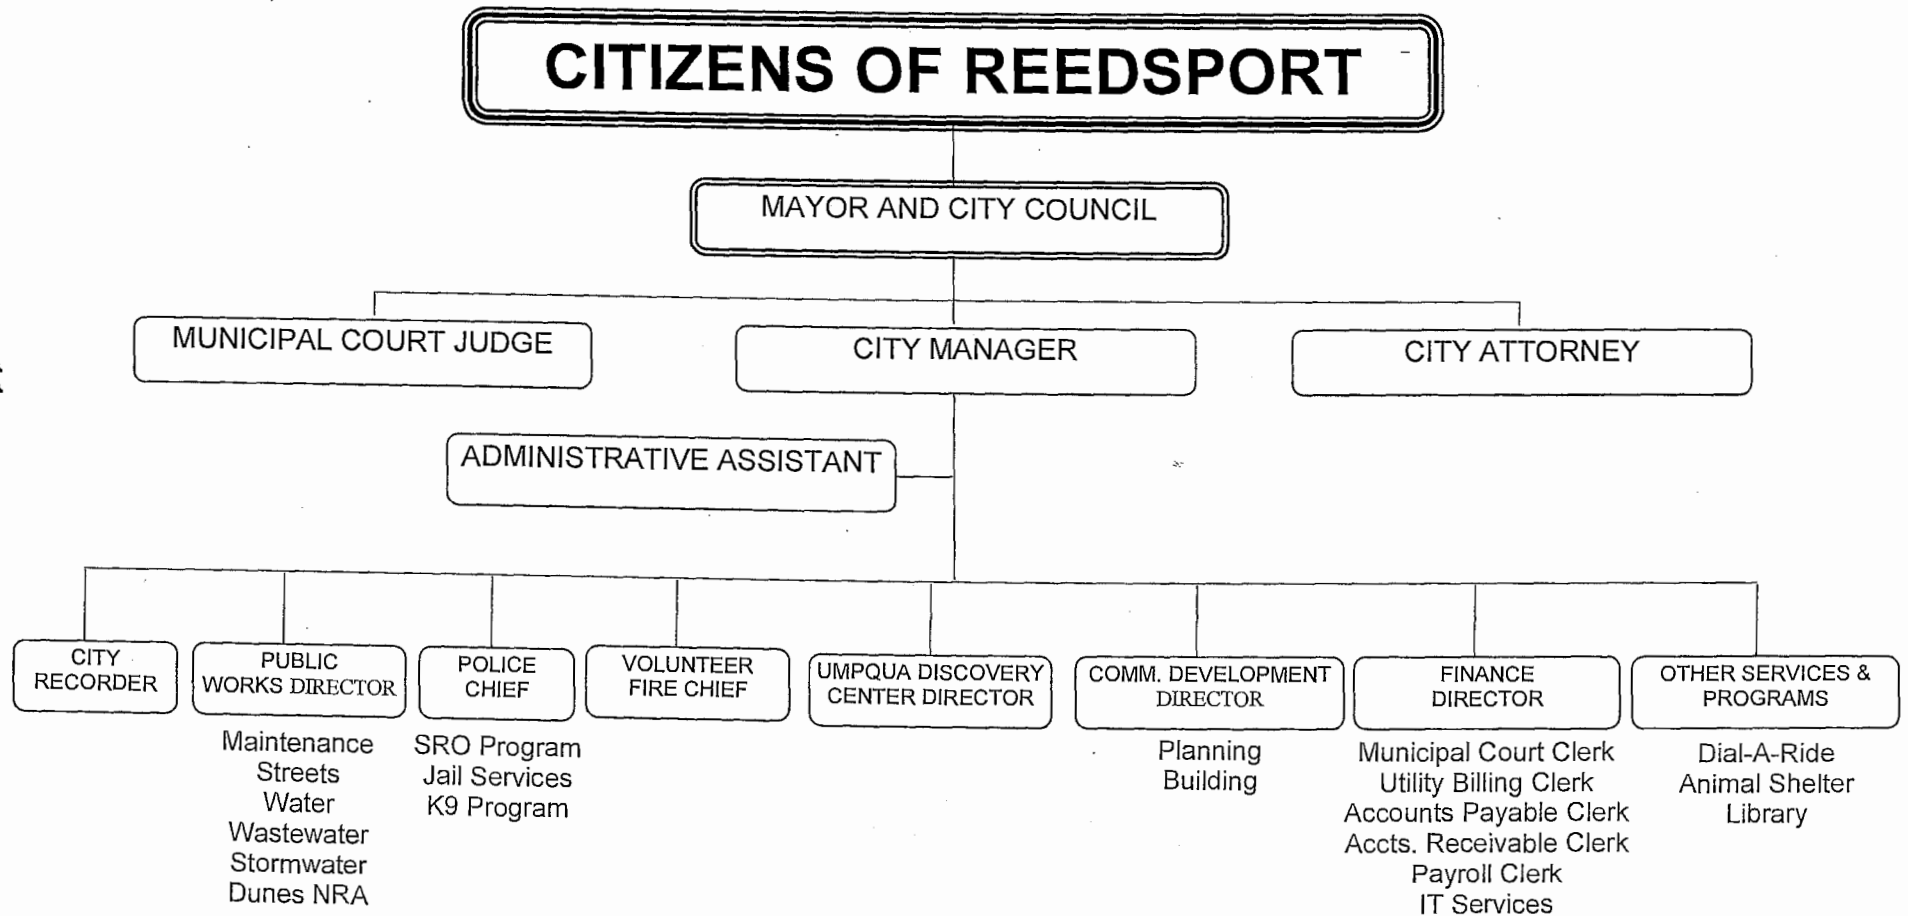 CITIZENS OF REEDSPORT
MAYOR AND CITY COUNCIL
MUNICIPAL COURT JUDGE
CITY MANAGER
CITY ATTORNEY
ADMINISTRATIVE ASSISTANT
CITY
RECORDER
PUBLIC
WORKS DIRECTOR
Maintenance
Streets
Water
Wastewater
Stormwater
Dunes NRA
POLICE
CHIEF
SRO Program
Jail Services
K9 Program
VOLUNTEER
FIRE CHIEF
UMPQUA DISCOVERY
CENTER DIRECTOR
COMM. DEVELOPMENT
DIRECTOR
Planning
Building
FINANCE
DIRECTOR
Municipal Court Clerk
Utility Billing Clerk
Accounts Payable Clerk
Accts. Receivable Clerk
Payroll Clerk
IT Services
OTHER SERVICES &
PROGRAMS
Dial-A-Ride
Animal Shelter
Library